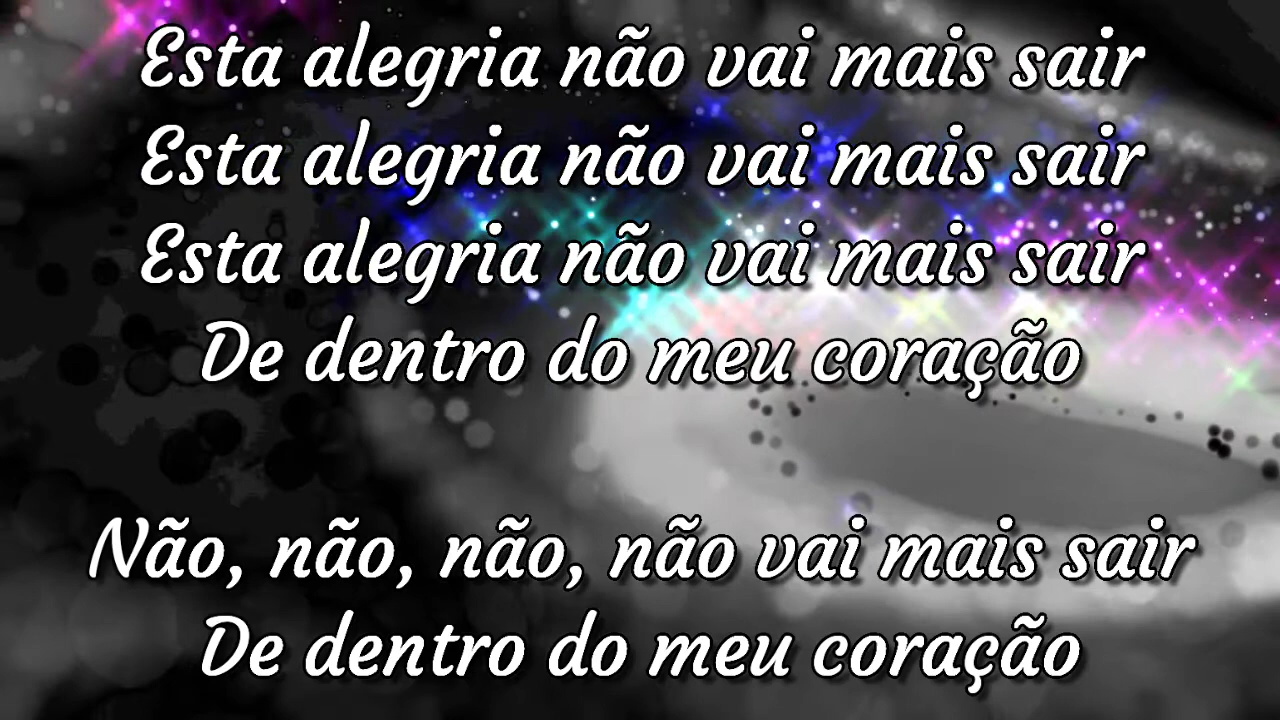 Esta alegria não vai mais sair
Esta alegria não vai mais sair
Esta alegria não vai mais sair
De dentro do meu coração
Não, não, não, não vai mais sair
De dentro do meu coração